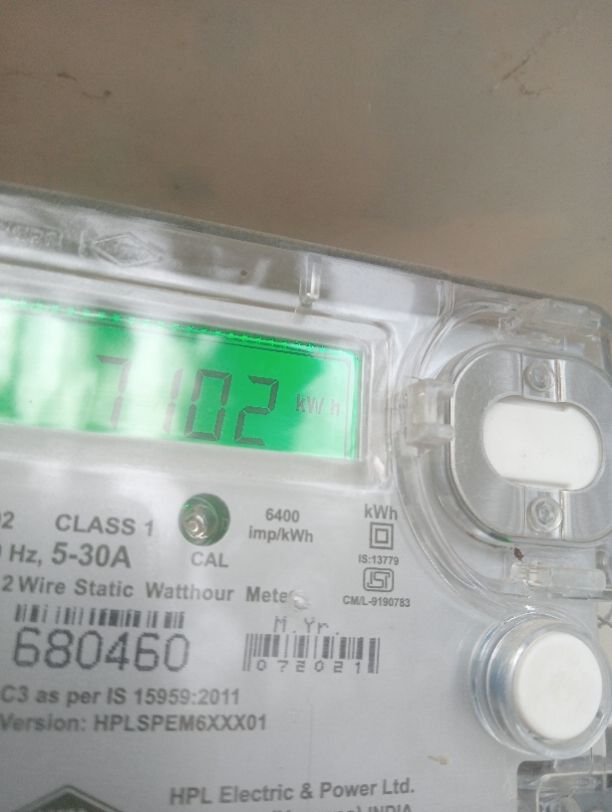 7102 kWh
02 CLASS 1 6400 kWh
Hz, 5-30A CAL imp/kWh IS:13779
2 Wire Static Watthour Meter CM/L-9190783
M.Yr.
680460 072021
C3 as per IS 15959:2011
Version: HPLSPEM6XXX01
HPL Electric & Power Ltd.
INDIA